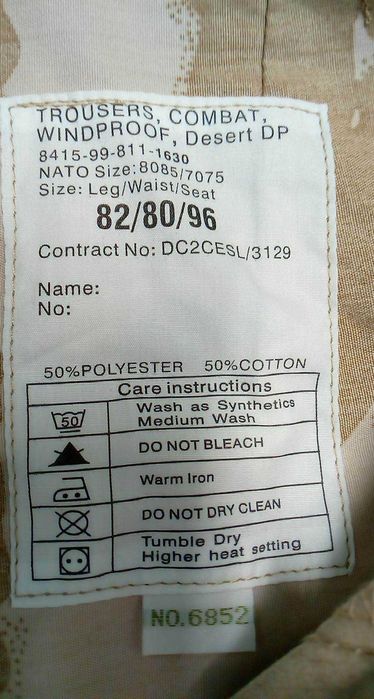 TROUSERS, COMBAT,
WINDPROOF, Desert DP
8415-99-811-1630
NATO Size: 8085/7075
Size: Leg/Waist/Seat
82/80/96
Contract No: DC2CESL/3129
Name:
No:
50%POLYESTER 50%COTTON
Care instructions
50
Wash as Synthetics
Medium Wash
DO NOT BLEACH
Warm Iron
DO NOT DRY CLEAN
Tumble Dry
Higher heat setting
NO.6852